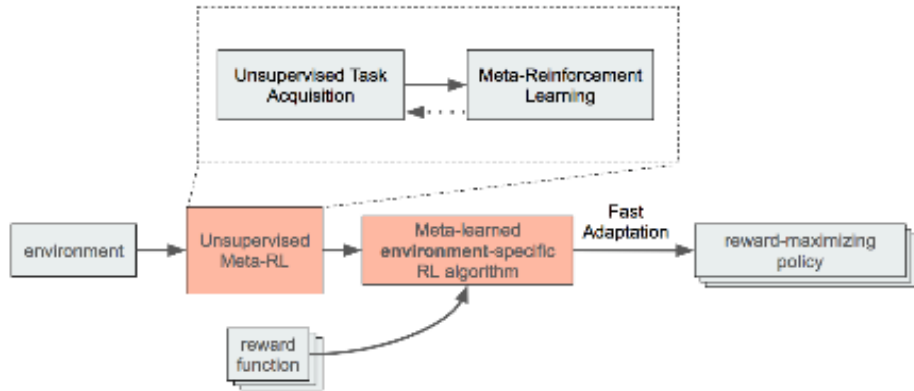 Unsupervised Task
Acquisition
Meta-Reinforcement
Learning
environment
Unsupervised
Meta-RL
Meta-learned
environment-specific
RL algorithm
Fast
Adaptation
reward-maximizing
policy
reward
function